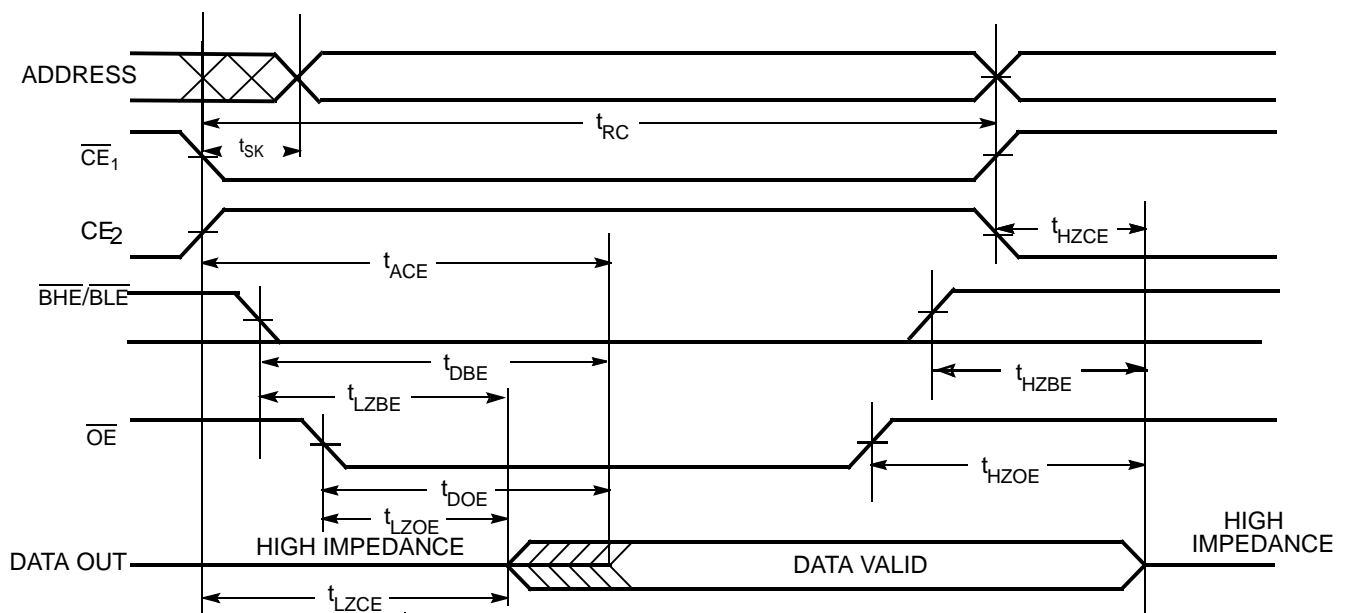 ADDRESS
tRC
tSK
CE1
CE2
tHZCE
tACE
BHE/BLE
tDBE
tHZBE
tLZBE
OE
tHZOE
tDOE
tLZOE
HIGH IMPEDANCE
HIGH
IMPEDANCE
DATA OUT
DATA VALID
tLZCE